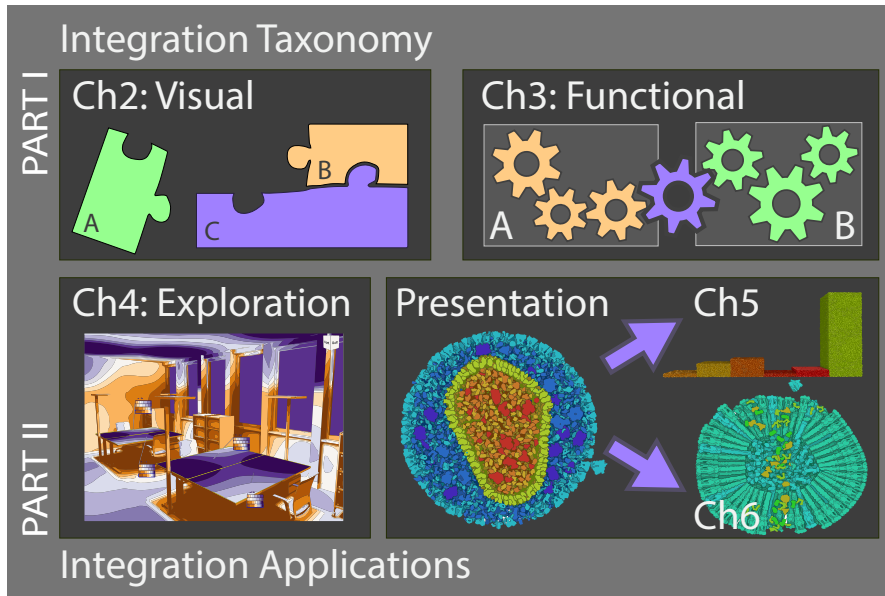 Integration Taxonomy
PART I
Ch2: Visual
A
B
C
Ch3: Functional
A
B
PART II
Ch4: Exploration
Presentation
Ch5
Ch6
Integration Applications